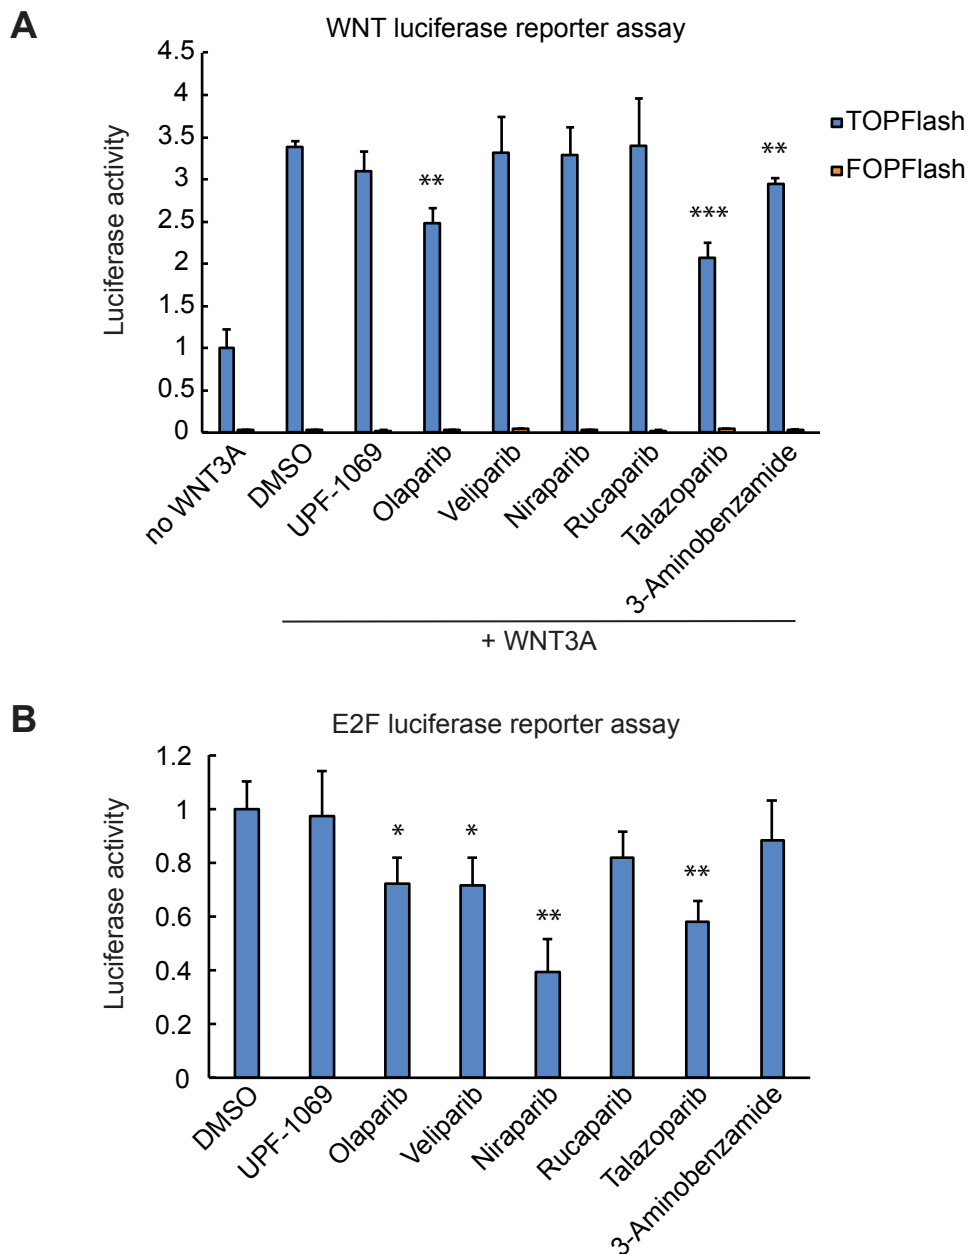 A
WNT luciferase reporter assay
Luciferase activity
4.5
4
3.5
3
2.5
2
1.5
1
0.5
0
**
***
**
TOPFlash
FOPFlash
no WNT3A
DMSO
UPF-1069
Olaparib
Veliparib
Niraparib
Rucaparib
Talazoparib
3-Aminobenzamide
+ WNT3A
B
E2F luciferase reporter assay
Luciferase activity
1.2
1
0.8
0.6
0.4
0.2
0
*
*
**
**
DMSO
UPF-1069
Olaparib
Veliparib
Niraparib
Rucaparib
Talazoparib
3-Aminobenzamide